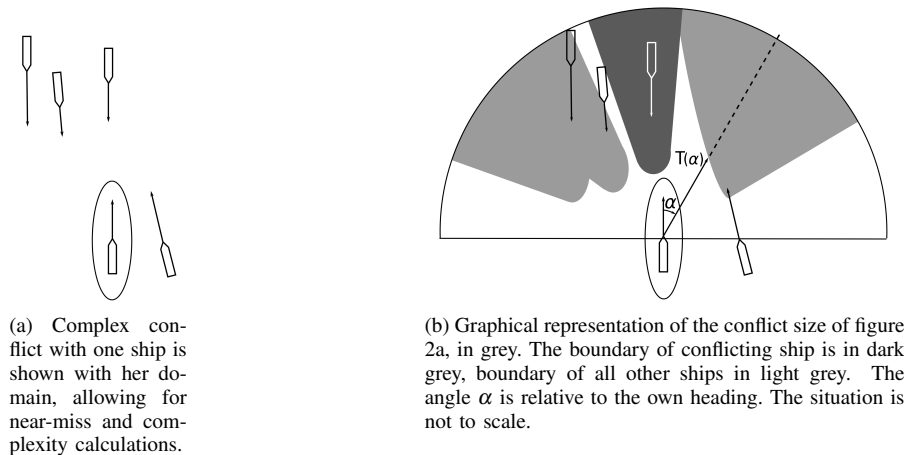 T(α)
α
(a) Complex con-
flict with one ship is
shown with her do-
main, allowing for
near-miss and com-
plexity calculations.
(b) Graphical representation of the conflict size of figure
2a, in grey. The boundary of conflicting ship is in dark
grey, boundary of all other ships in light grey. The
angle α is relative to the own heading. The situation is
not to scale.